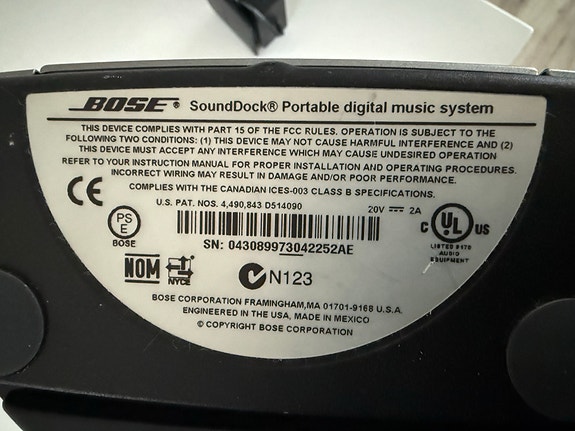 BOSE® SoundDock® Portable digital music system
THIS DEVICE COMPLIES WITH PART 15 OF THE FCC RULES. OPERATION IS SUBJECT TO THE
FOLLOWING TWO CONDITIONS: (1) THIS DEVICE MAY NOT CAUSE HARMFUL INTERFERENCE AND (2)
THIS DEVICE MUST ACCEPT ANY INTERFERENCE WHICH MAY CAUSE UNDESIRED OPERATION
REFER TO YOUR INSTRUCTION MANUAL FOR PROPER INSTALLATION AND OPERATING PROCEDURES.
INCORRECT WIRING MAY RESULT IN DAMAGE AND/OR POOR PERFORMANCE.
CE COMPLIES WITH THE CANADIAN ICES-003 CLASS B SPECIFICATIONS.
U.S. PAT. NOS. 4,490,843 D514090
20V 2A
PS
E
BOSE
C UL US
LISTED 6170
AUDIO
EQUIPMENT
SN: 043089973042252AE
NOM NYCE N123
BOSE CORPORATION FRAMINGHAM,MA 01701-9168 U.S.A.
ENGINEERED IN THE USA, MADE IN MEXICO
© COPYRIGHT BOSE CORPORATION